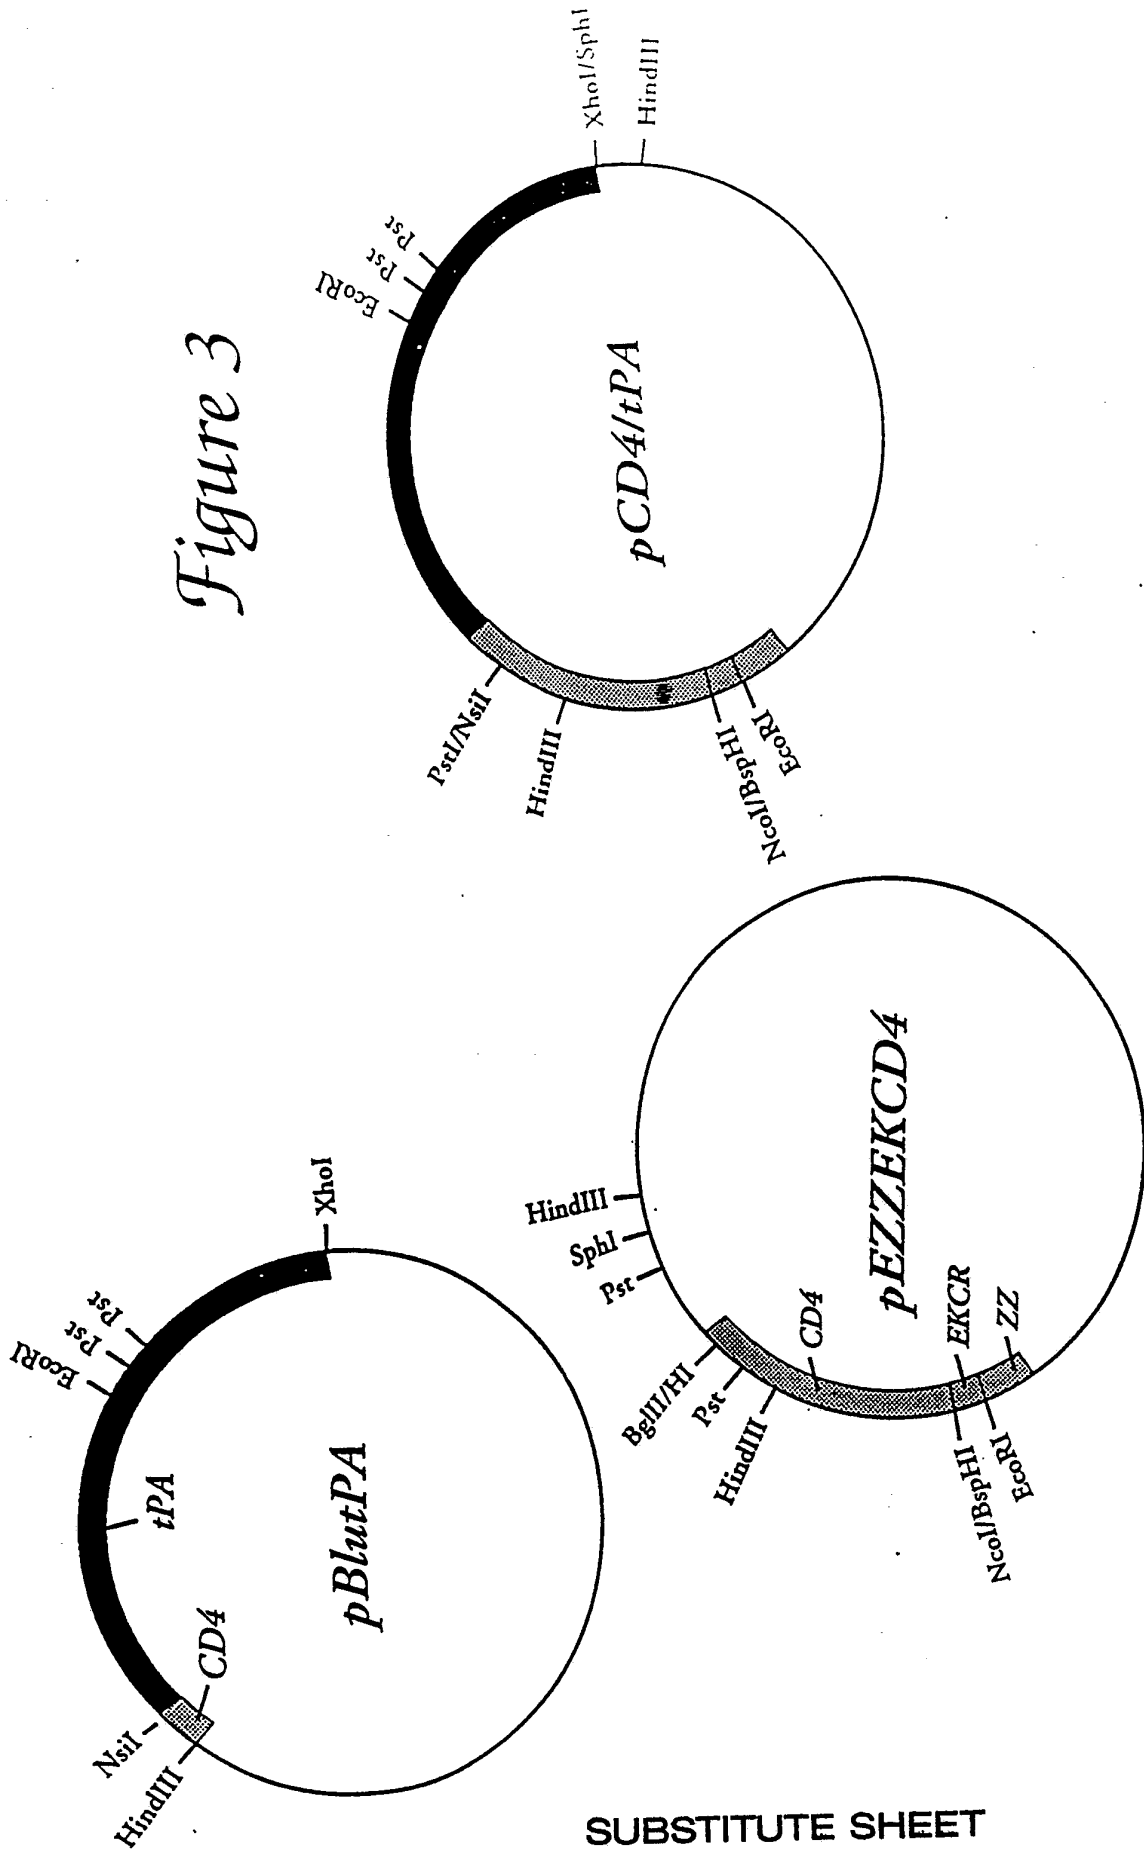 Figure 3
NsiI
HindIII
CD4
tPA
EcoRI
Pst
Pst
XhoI
pBlutPA
HindIII
SphI
Pst
BglII/HI
Pst
HindIII
NcoI/BspHI
EcoRI
CD4
EKCR
ZZ
pEZZEKCD4
PstI/NsiI
HindIII
NcoI/BspHI
EcoRI
EcoRI
Pst
Pst
XhoI/SphI
HindIII
pCD4/tPA
SUBSTITUTE SHEET